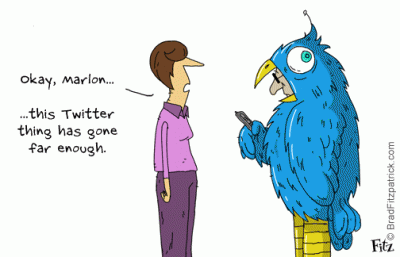 Okay, Marlon...
...this Twitter
thing has gone
far enough.
© BradFitzpatrick.com
Fitz